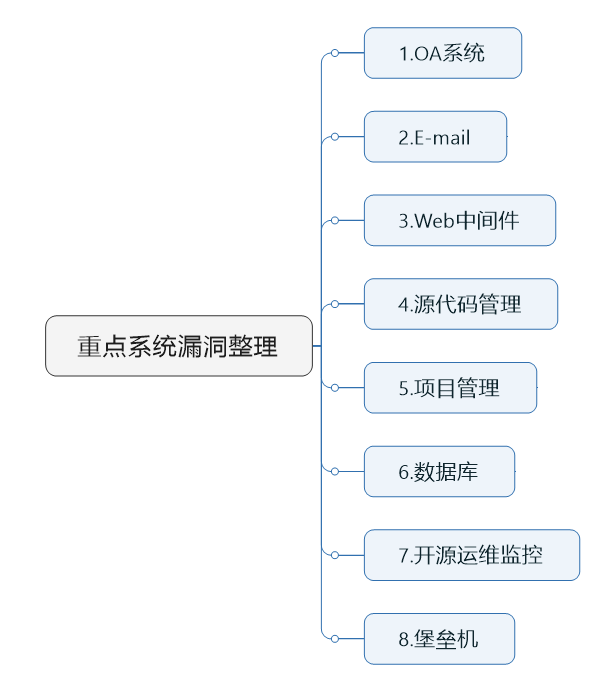 1.OA系统
2.E-mail
3.Web中间件
4.源代码管理
重点系统漏洞整理
5.项目管理
6.数据库
7.开源运维监控
8.堡垒机